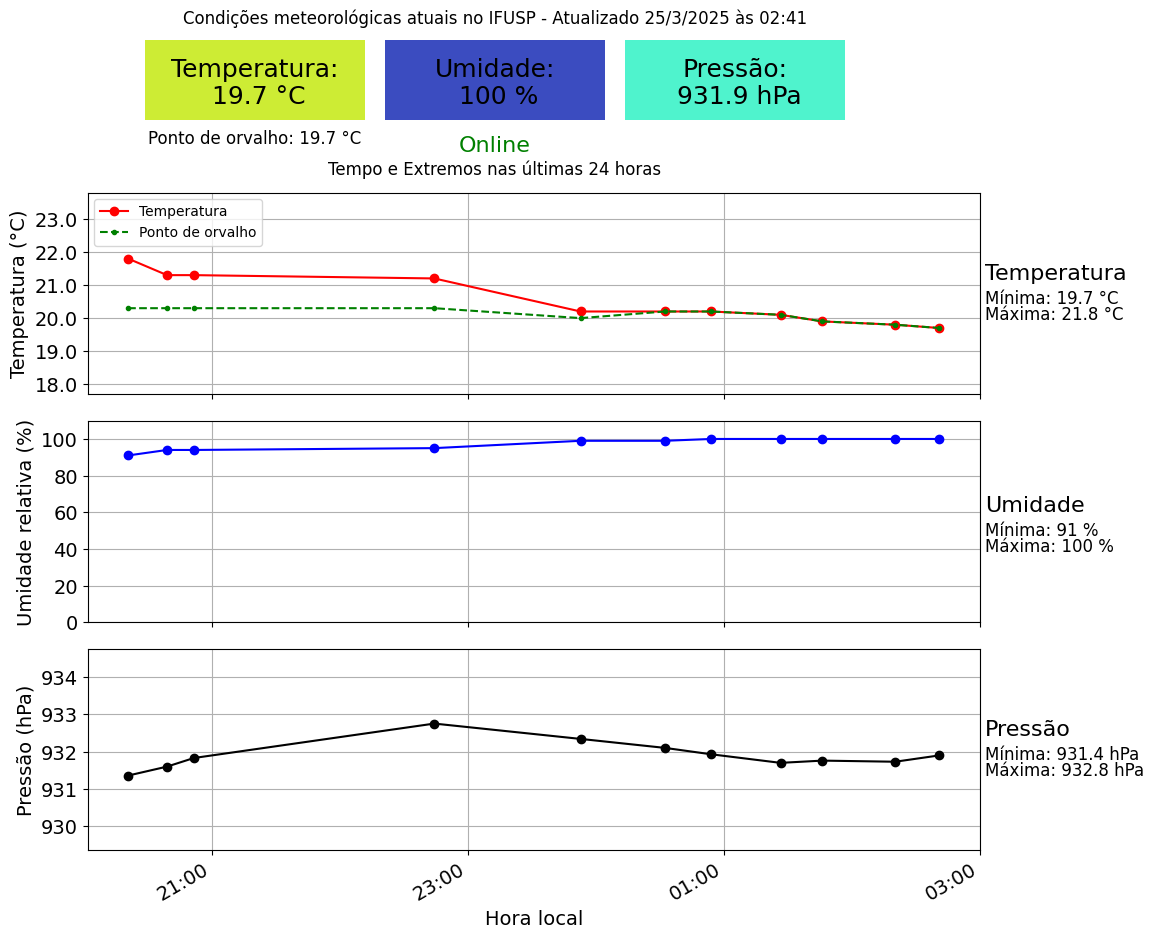 Condições meteorológicas atuais no IFUSP - Atualizado 25/3/2025 às 02:41
Temperatura:
19.7 °C
Umidade:
100 %
Pressão:
931.9 hPa
Ponto de orvalho: 19.7 °C
Online
Tempo e Extremos nas últimas 24 horas
Temperatura (°C)
23.0
22.0
21.0
20.0
19.0
18.0
Temperatura
Ponto de orvalho
Temperatura
Mínima: 19.7 °C
Máxima: 21.8 °C
Umidade relativa (%)
100
80
60
40
20
0
Umidade
Mínima: 91 %
Máxima: 100 %
Pressão (hPa)
934
933
932
931
930
Pressão
Mínima: 931.4 hPa
Máxima: 932.8 hPa
21:00
23:00
01:00
03:00
Hora local